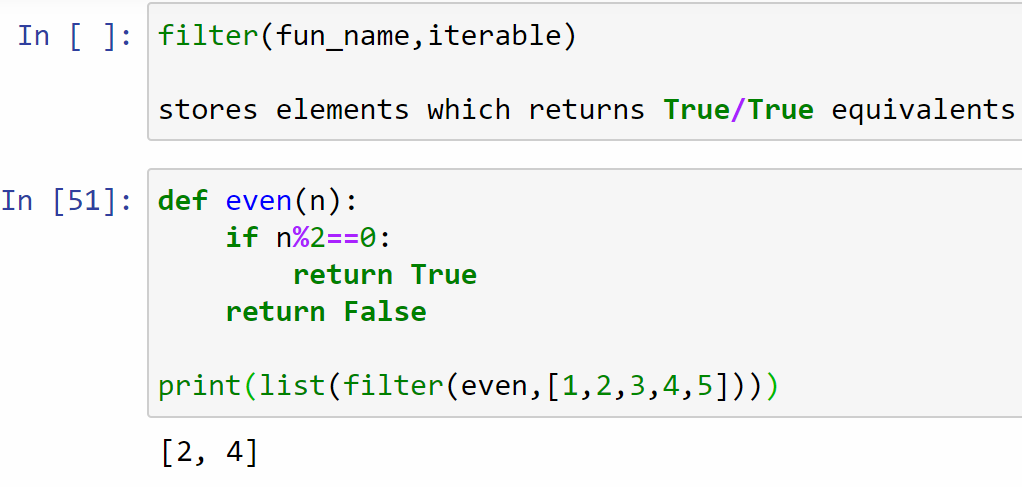 In [ ]: filter(fun_name,iterable)
stores elements which returns True/True equivalents
In [51]: def even(n):
    if n%2==0:
        return True
    return False
print(list(filter(even,[1,2,3,4,5])))
[2, 4]